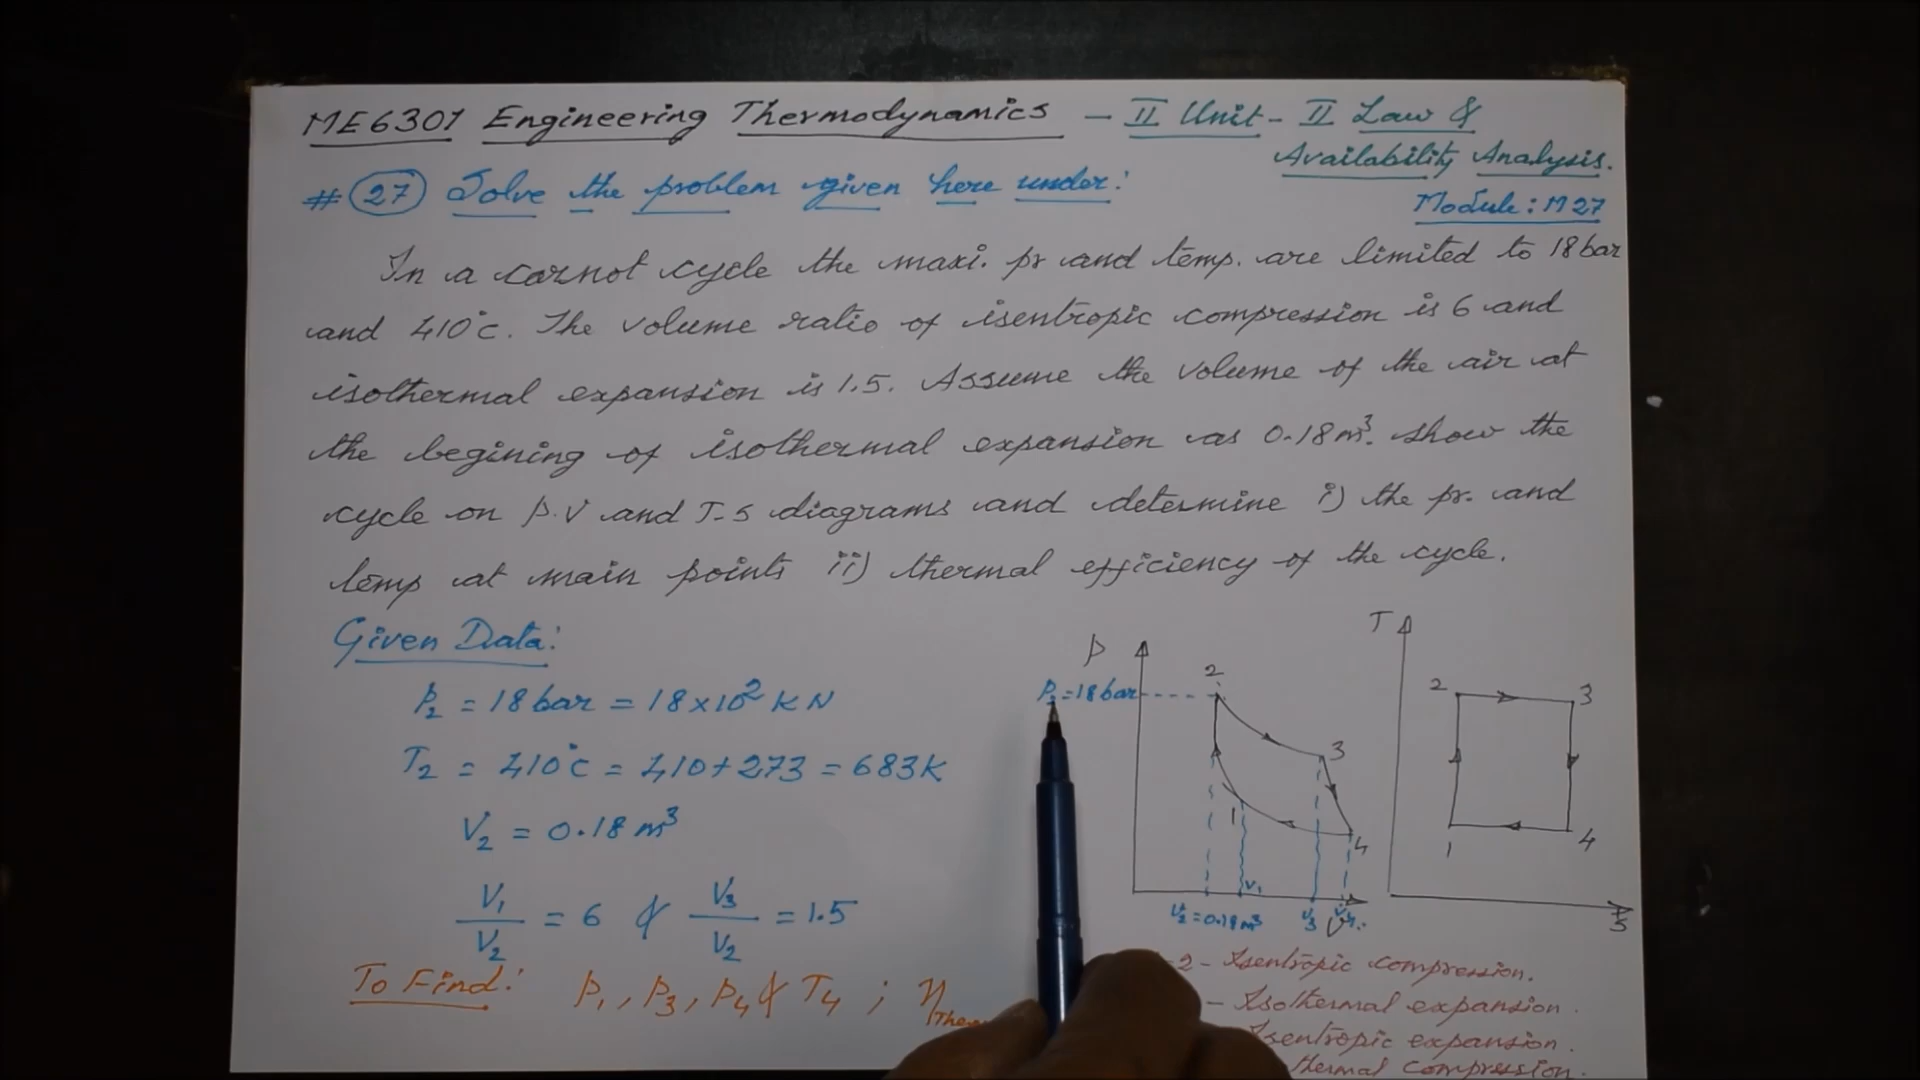 ME6301 Engineering Thermodynamics - II Unit - II Law &
Availability Analysis.
Module: M27
# 27 Solve the problem given here under:
In a carnot cycle the maxi. pr and temp. are limited to 18 bar
and 410°c. The volume ratio of isentropic compression is 6 and
isothermal expansion is 1.5. Assume the volume of the air at
the begining of isothermal expansion as 0.18m³. show the
cycle on p.v and T-s diagrams and determine i) the pr. and
temp at main points ii) thermal efficiency of the cycle.
Given Data:
P₂ = 18 bar = 18×10² KN
T₂ = 410°c = 410+273 = 683K
V₂ = 0.18 m³
V₁/V₂ = 6 & V₃/V₂ = 1.5
To Find: P₁, P₃, P₄ & T₄ ; η
P
P₂=18bar
2
3
1
4
V₁
V₂=0.18m³
V₃
V₄
T
2
3
1
4
S
2 - Isentropic compression.
- Isothermal expansion.
Isentropic expansion.
thermal compression.